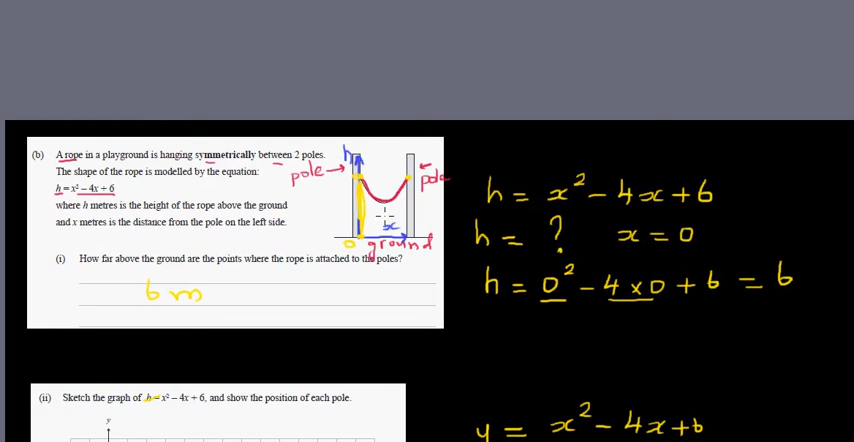 (b) A rope in a playground is hanging symmetrically between 2 poles.
The shape of the rope is modelled by the equation:
h = x² – 4x + 6
where h metres is the height of the rope above the ground
and x metres is the distance from the pole on the left side.
h
pole
pole
x
0
ground
(i) How far above the ground are the points where the rope is attached to the poles?
6 m
h = x² – 4x + 6
h = ? x = 0
h = 0² – 4 × 0 + 6 = 6
(ii) Sketch the graph of h = x² – 4x + 6, and show the position of each pole.
y
y = x² – 4x + 6